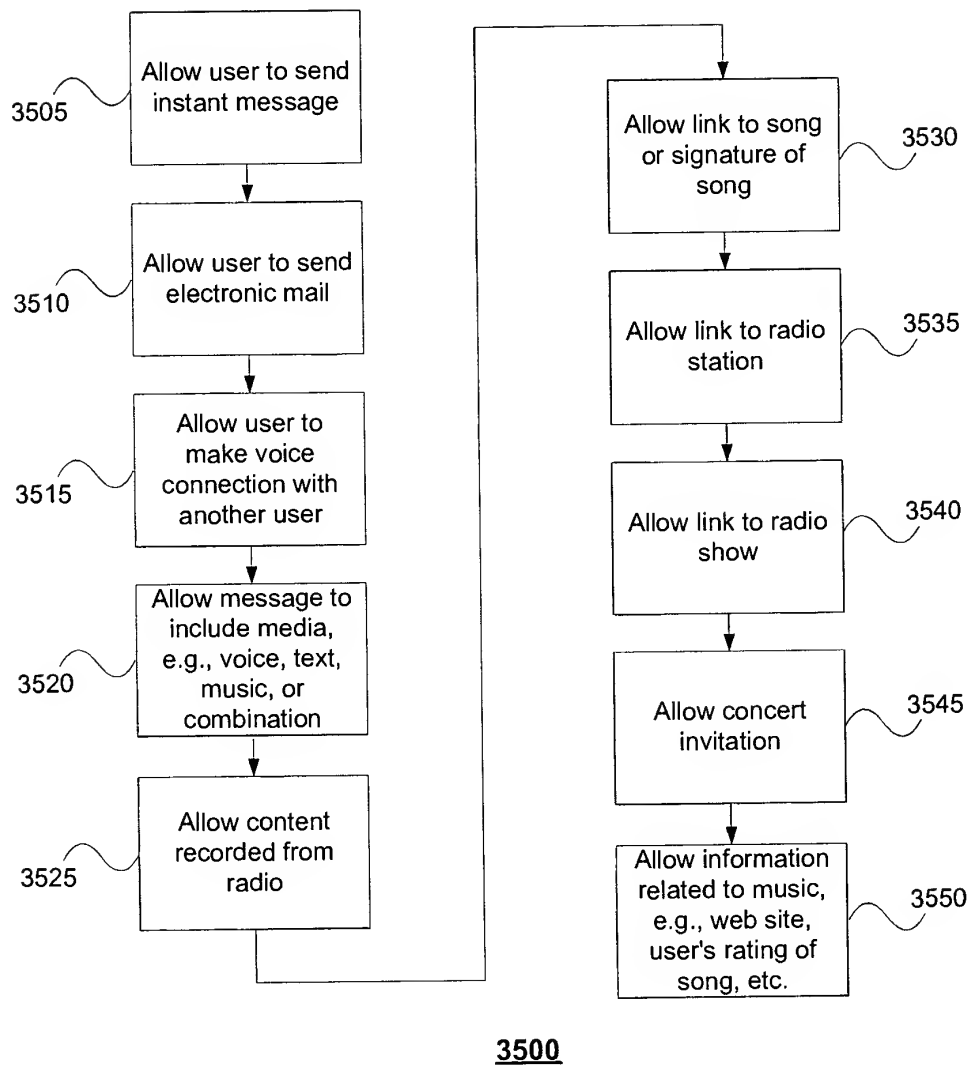 Allow user to send
instant message
3505
Allow user to send
electronic mail
3510
Allow user to
make voice
connection with
another user
3515
Allow message to
include media,
e.g., voice, text,
music, or
combination
3520
Allow content
recorded from
radio
3525
Allow link to song
or signature of
song
3530
Allow link to radio
station
3535
Allow link to radio
show
3540
Allow concert
invitation
3545
Allow information
related to music,
e.g., web site,
user's rating of
song, etc.
3550
3500